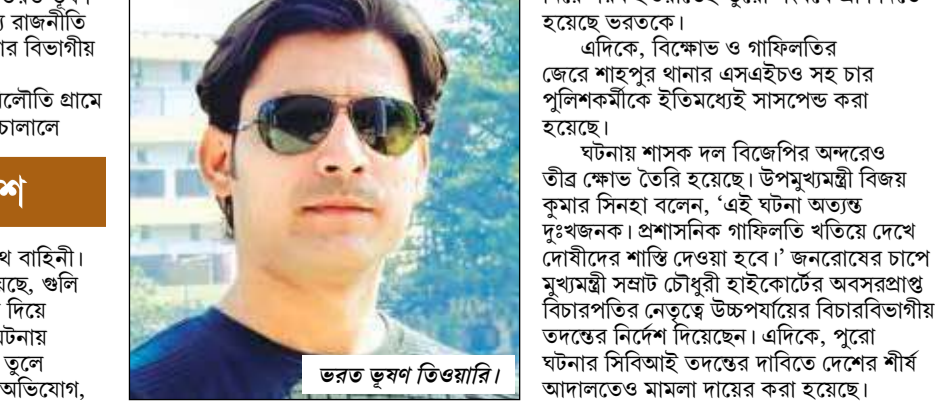 য রাজনীতি
ার বিভাগীয়
লৌতি গ্রামে
চালালে
শ
থ বাহিনী।
য়েছে, গুলি
দিয়ে
ঘটনায়
তুলে
অভিযোগ,
ভরত ভূষণ তিওয়ারি।
হয়েছে ভরতকে।
এদিকে, বিক্ষোভ ও গাফিলতির
জেরে শাহপুর থানার এসএইচও সহ চার
পুলিশকর্মীকে ইতিমধ্যেই সাসপেন্ড করা
হয়েছে।
ঘটনায় শাসক দল বিজেপির অন্দরেও
তীব্র ক্ষোভ তৈরি হয়েছে। উপমুখ্যমন্ত্রী বিজয়
কুমার সিনহা বলেন, ‘এই ঘটনা অত্যন্ত
দুঃখজনক। প্রশাসনিক গাফিলতি খতিয়ে দেখে
দোষীদের শাস্তি দেওয়া হবে।’ জনরোষের চাপে
মুখ্যমন্ত্রী সম্রাট চৌধুরী হাইকোর্টের অবসরপ্রাপ্ত
বিচারপতির নেতৃত্বে উচ্চপর্যায়ের বিচারবিভাগীয়
তদন্তের নির্দেশ দিয়েছেন। এদিকে, পুরো
ঘটনার সিবিআই তদন্তের দাবিতে দেশের শীর্ষ
আদালতেও মামলা দায়ের করা হয়েছে।